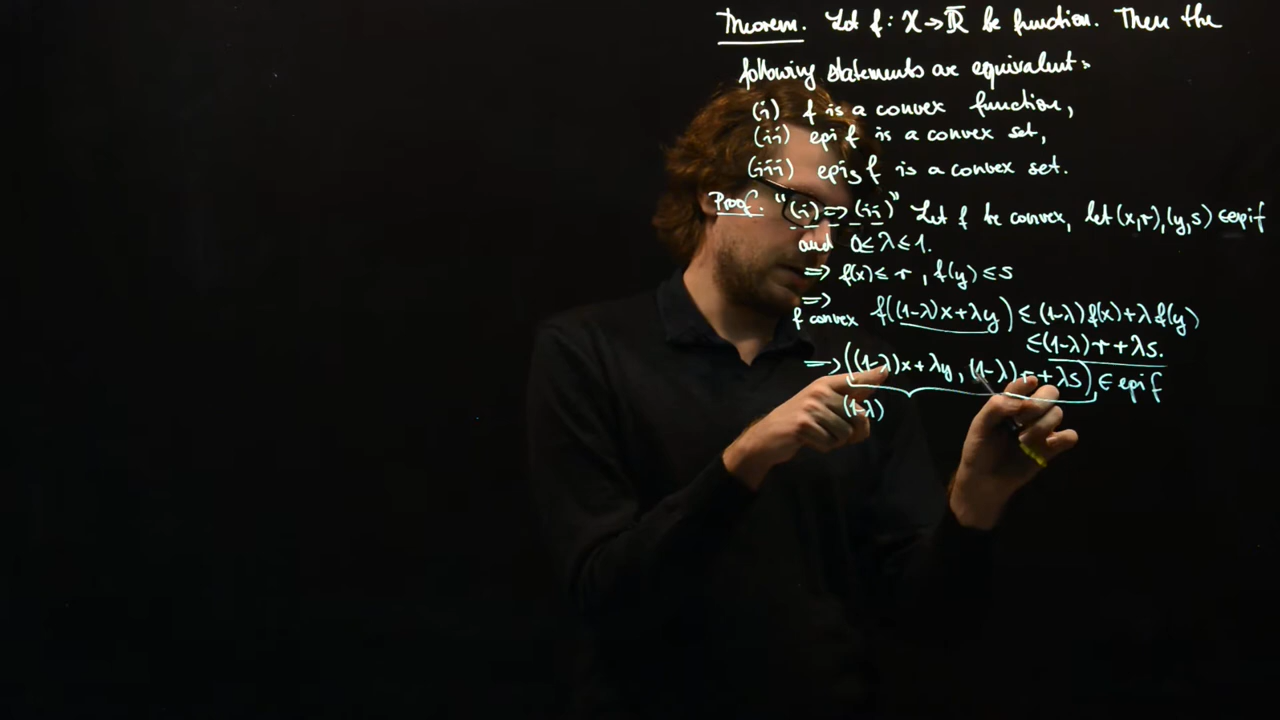 Theorem. Let f: X→ℝ̅ be function. Then the
following statements are equivalent:
(i) f is a convex function,
(ii) epi f is a convex set,
(iii) epi_s f is a convex set.
Proof. "(i) ⇒ (ii)" Let f be convex, let (x,r),(y,s) ∈ epi f
and 0 ≤ λ ≤ 1.
⇒ f(x) ≤ r, f(y) ≤ s
⇒
f convex f((1-λ)x+λy) ≤ (1-λ)f(x)+λf(y)
≤ (1-λ)r+λs.
⇒ ((1-λ)x+λy, (1-λ)r+λs) ∈ epi f
(1-λ)